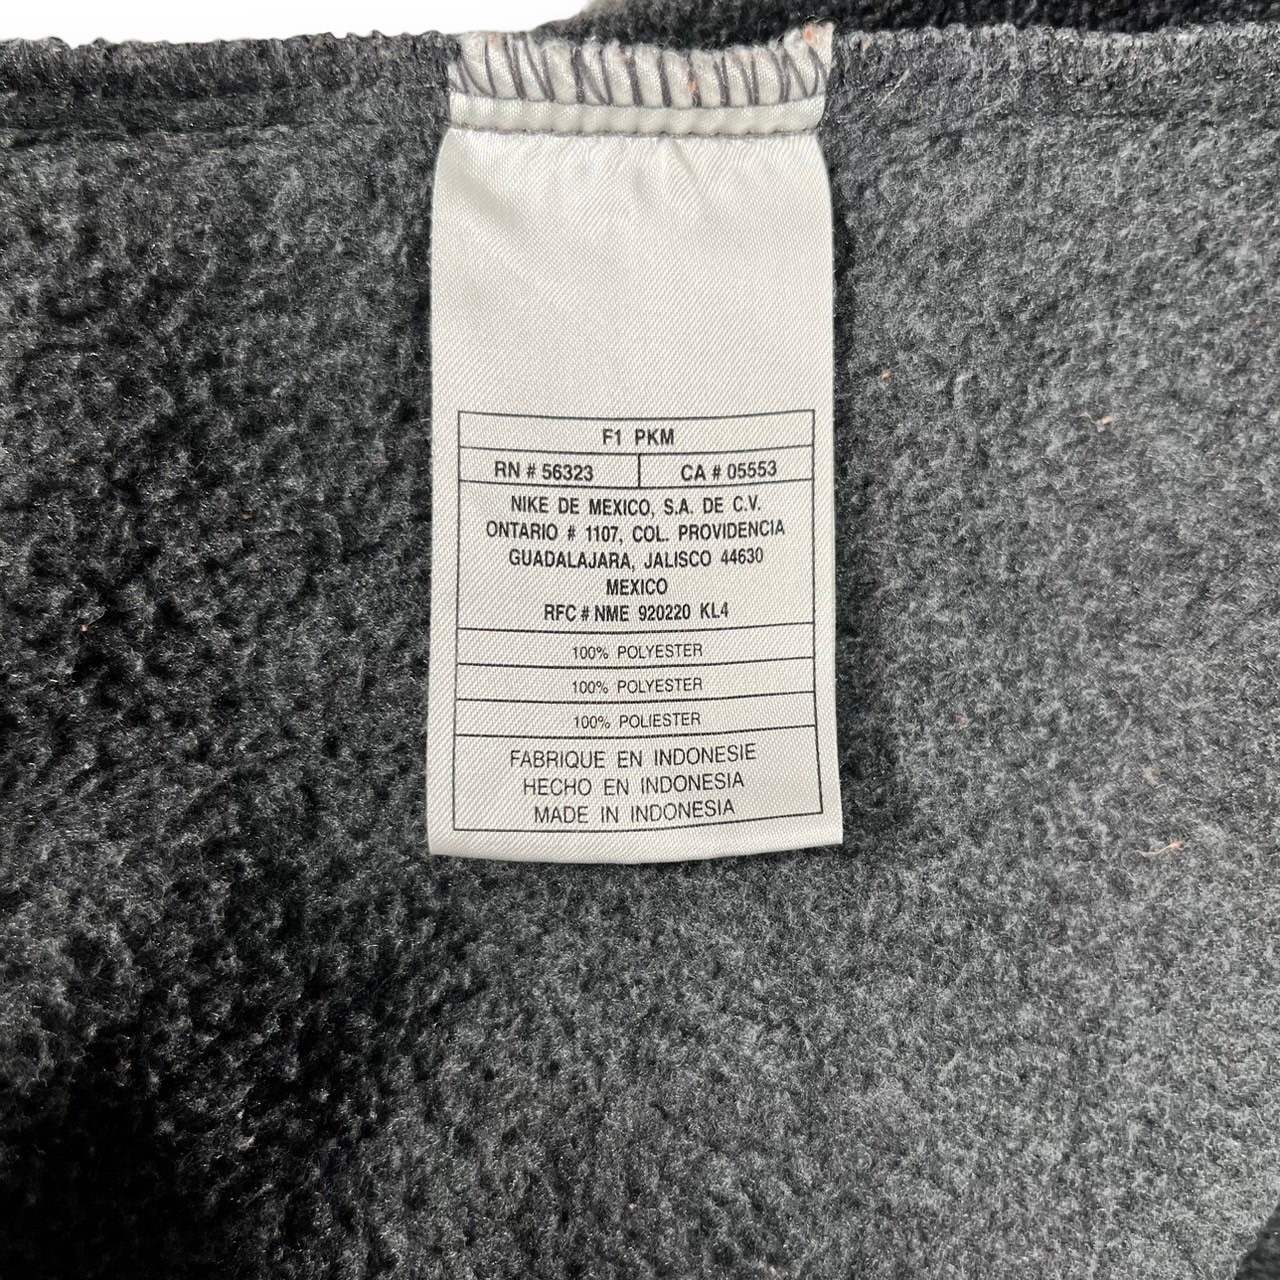 F1 PKM
RN # 56323 CA # 05553
NIKE DE MEXICO, S.A. DE C.V.
ONTARIO # 1107, COL. PROVIDENCIA
GUADALAJARA, JALISCO 44630
MEXICO
RFC # NME 920220 KL4
100% POLYESTER
100% POLYESTER
100% POLIESTER
FABRIQUE EN INDONESIE
HECHO EN INDONESIA
MADE IN INDONESIA